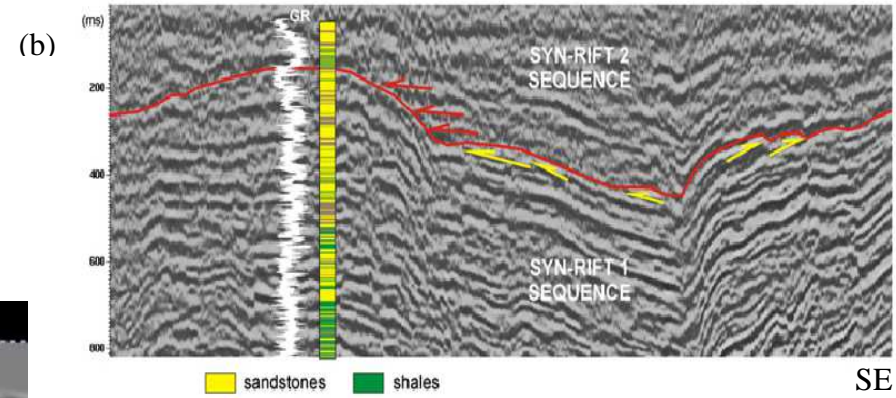 (b)
(ms)
GR
200
400
600
800
SYN-RIFT 2
SEQUENCE
SYN-RIFT 1
SEQUENCE
sandstones
shales
SE